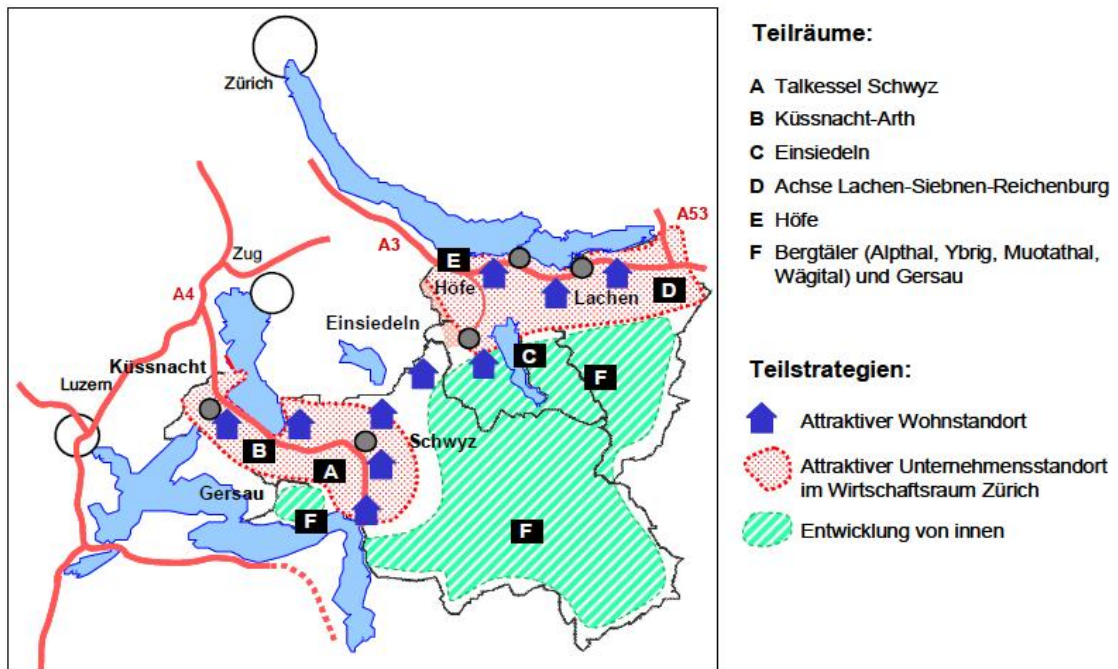 Zürich
A53
A3
Zug
E
Höfe
A4
Lachen
D
Einsiedeln
Küssnacht
C
Luzern
F
Schwyz
B
A
Gersau
F
F
Teilräume:
A Talkessel Schwyz
B Küssnacht-Arth
C Einsiedeln
D Achse Lachen-Siebnen-Reichenburg
E Höfe
F Bergtäler (Alpthal, Ybrig, Muotathal,
Wägital) und Gersau
Teilstrategien:
Attraktiver Wohnstandort
Attraktiver Unternehmensstandort
im Wirtschaftsraum Zürich
Entwicklung von innen